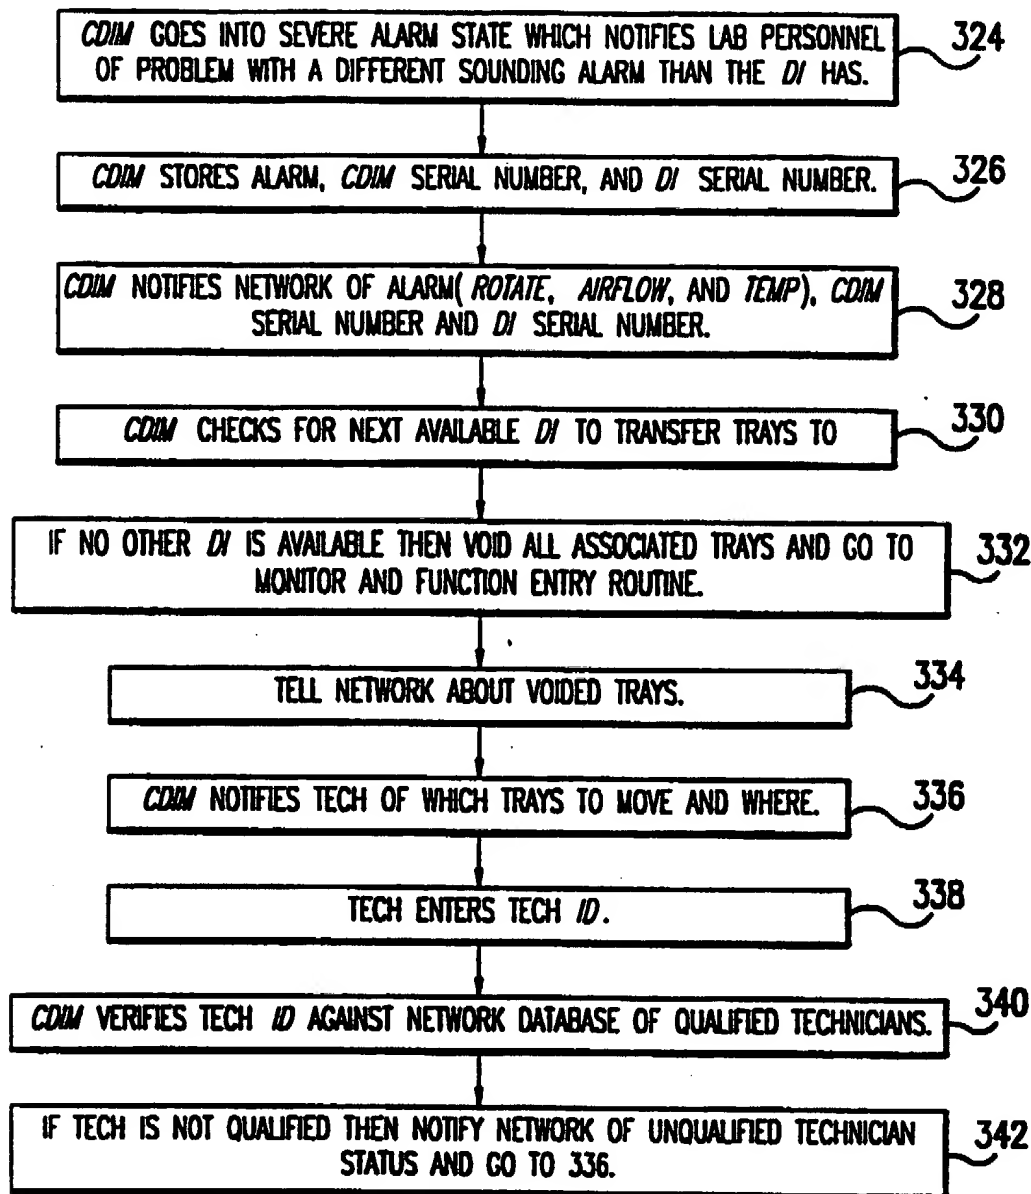 CDIM GOES INTO SEVERE ALARM STATE WHICH NOTIFIES LAB PERSONNEL
OF PROBLEM WITH A DIFFERENT SOUNDING ALARM THAN THE DI HAS.
324
CDIM STORES ALARM, CDIM SERIAL NUMBER, AND DI SERIAL NUMBER.
326
CDIM NOTIFIES NETWORK OF ALARM( ROTATE, AIRFLOW, AND TEMP), CDIM
SERIAL NUMBER AND DI SERIAL NUMBER.
328
CDIM CHECKS FOR NEXT AVAILABLE DI TO TRANSFER TRAYS TO
330
IF NO OTHER DI IS AVAILABLE THEN VOID ALL ASSOCIATED TRAYS AND GO TO
MONITOR AND FUNCTION ENTRY ROUTINE.
332
TELL NETWORK ABOUT VOIDED TRAYS.
334
CDIM NOTIFIES TECH OF WHICH TRAYS TO MOVE AND WHERE.
336
TECH ENTERS TECH ID.
338
CDIM VERIFIES TECH ID AGAINST NETWORK DATABASE OF QUALIFIED TECHNICIANS.
340
IF TECH IS NOT QUALIFIED THEN NOTIFY NETWORK OF UNQUALIFIED TECHNICIAN
STATUS AND GO TO 336.
342